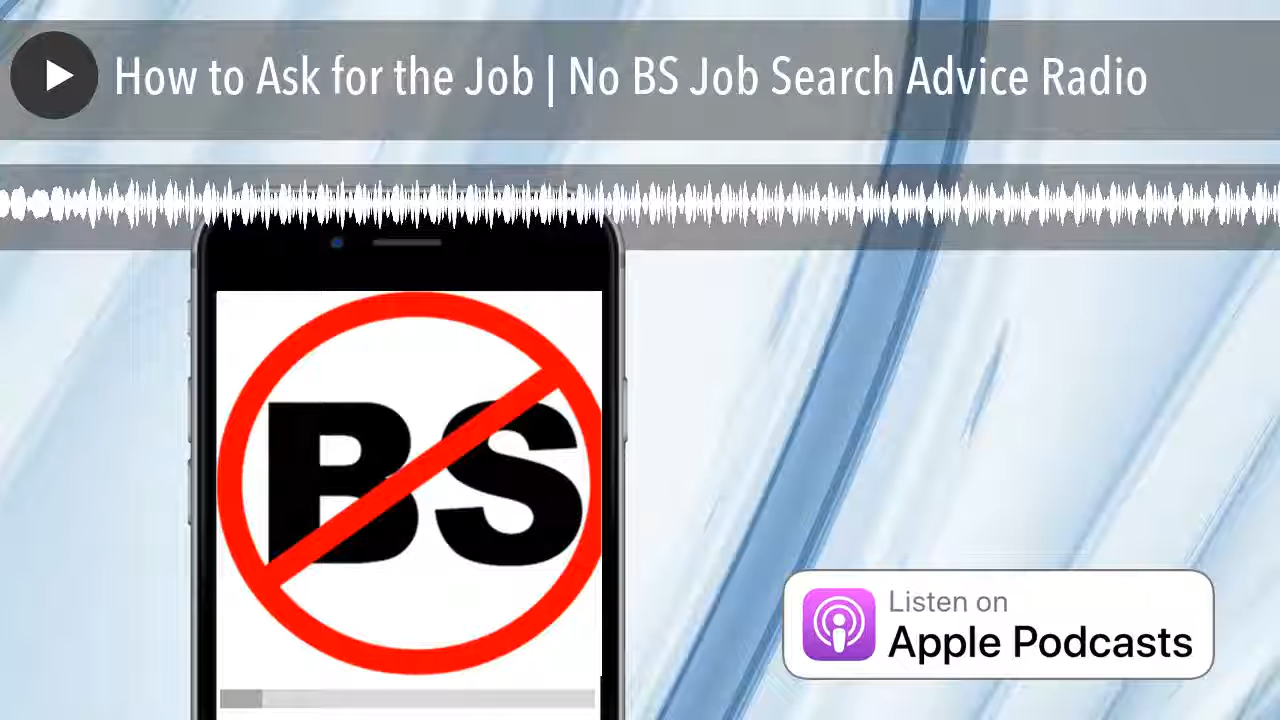 How to Ask for the Job | No BS Job Search Advice Radio
BS
Listen on
Apple Podcasts